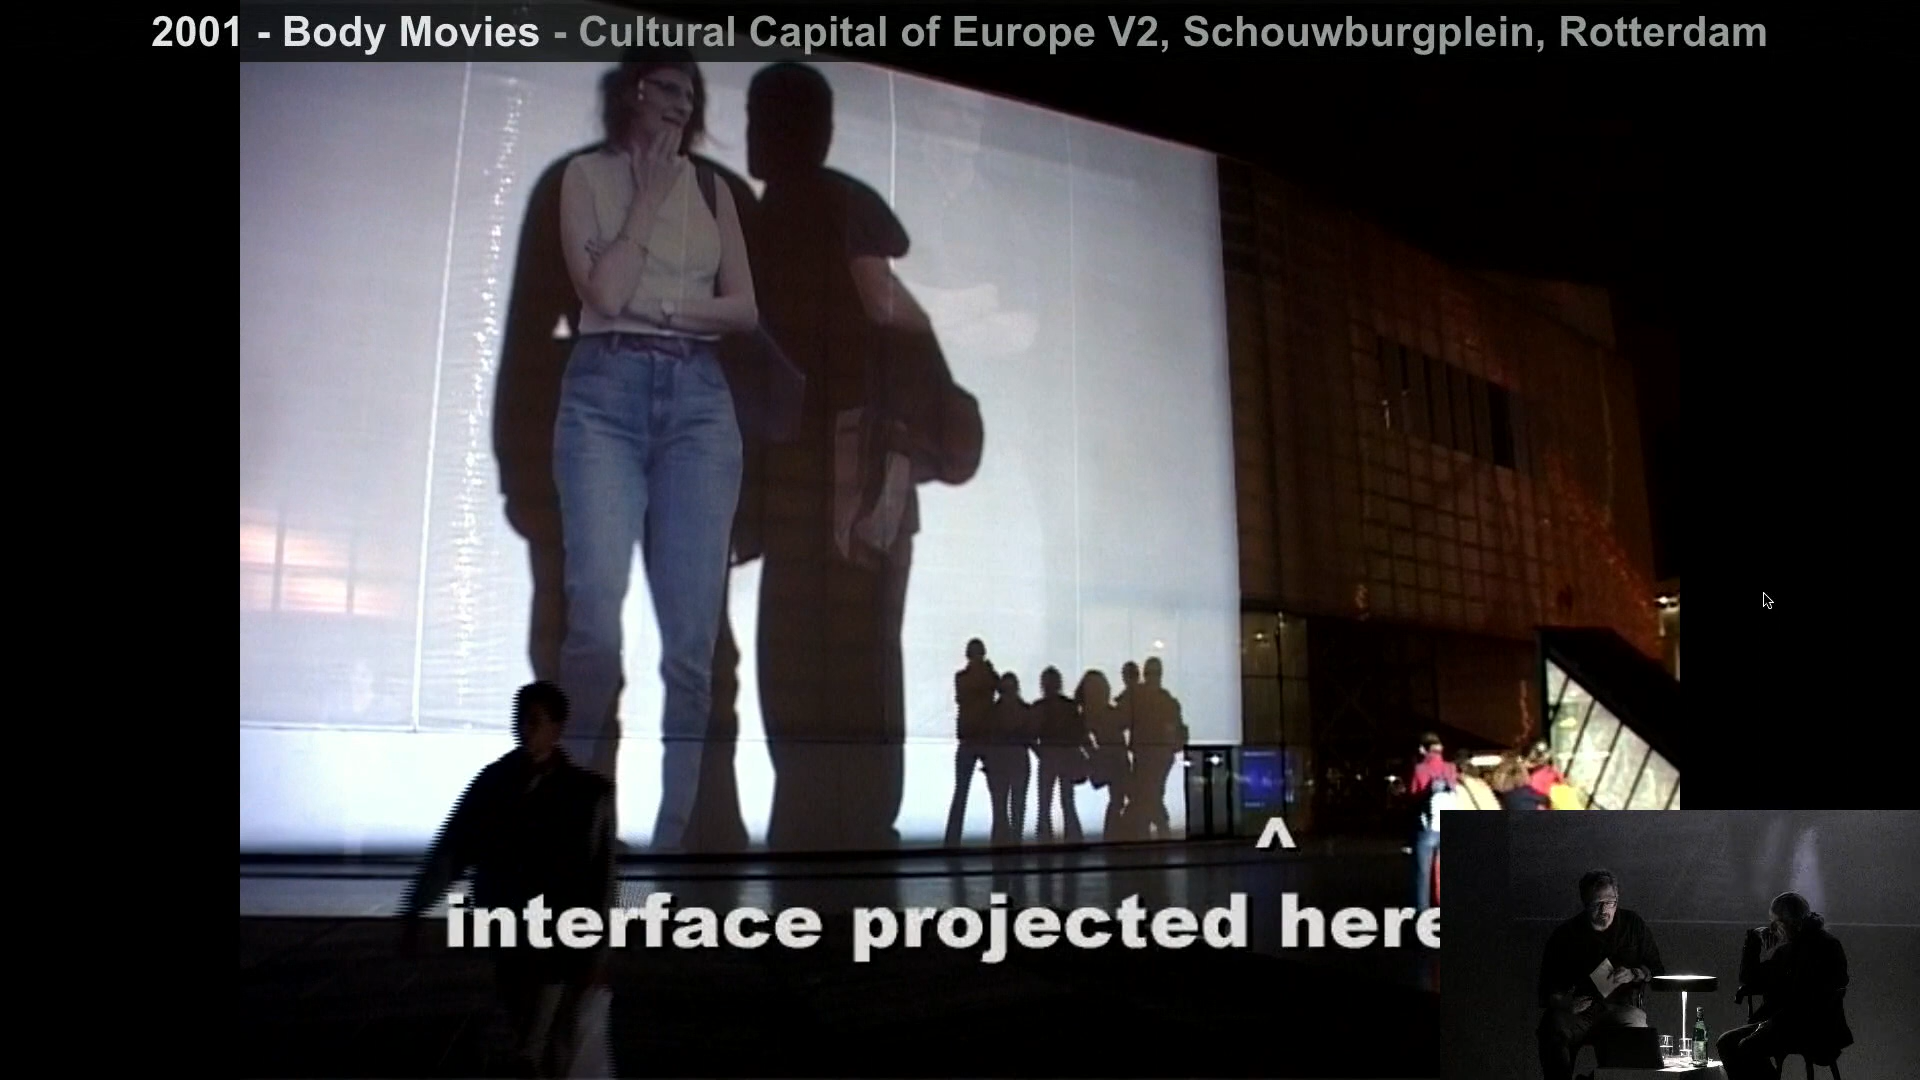 2001 - Body Movies - Cultural Capital of Europe V2, Schouwburgplein, Rotterdam
^
interface projected here